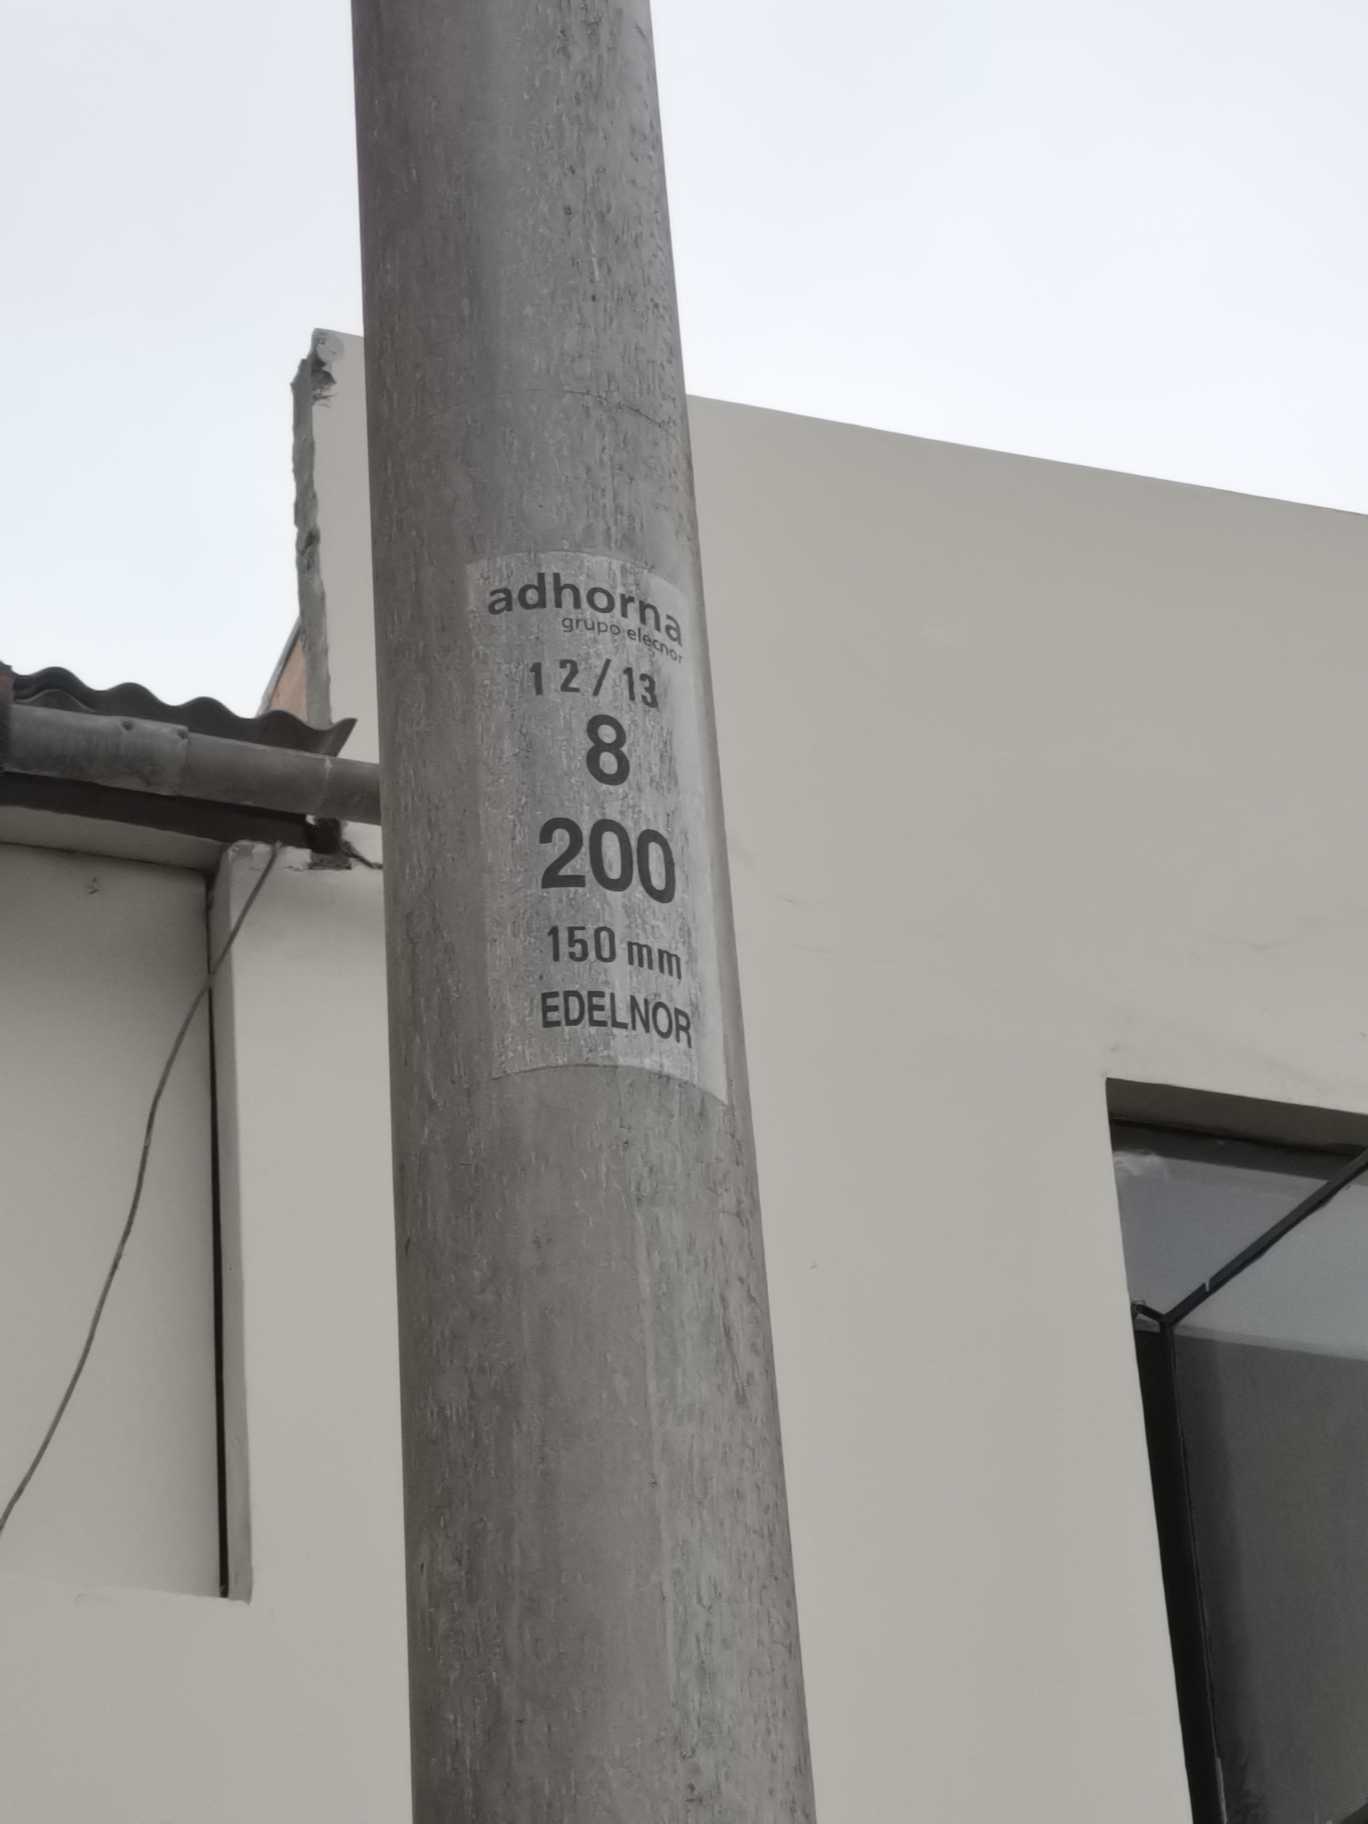 adhorna
grupo elecnor
12/13
8
200
150 mm
EDELNOR